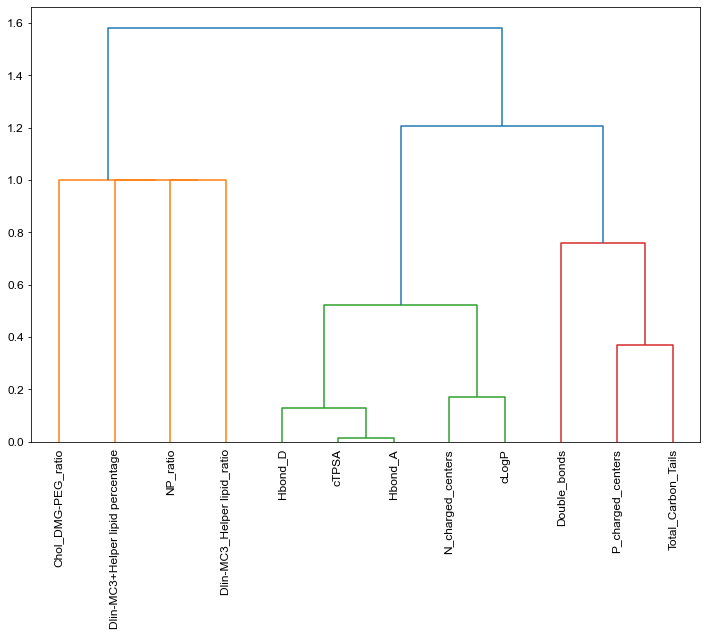 1.6
1.4
1.2
1.0
0.8
0.6
0.4
0.2
0.0
Chol_DMG-PEG_ratio
Dlin-MC3+Helper lipid percentage
NP_ratio
Dlin-MC3_Helper lipid_ratio
Hbond_D
cTPSA
Hbond_A
N_charged_centers
cLogP
Double_bonds
P_charged_centers
Total_Carbon_Tails